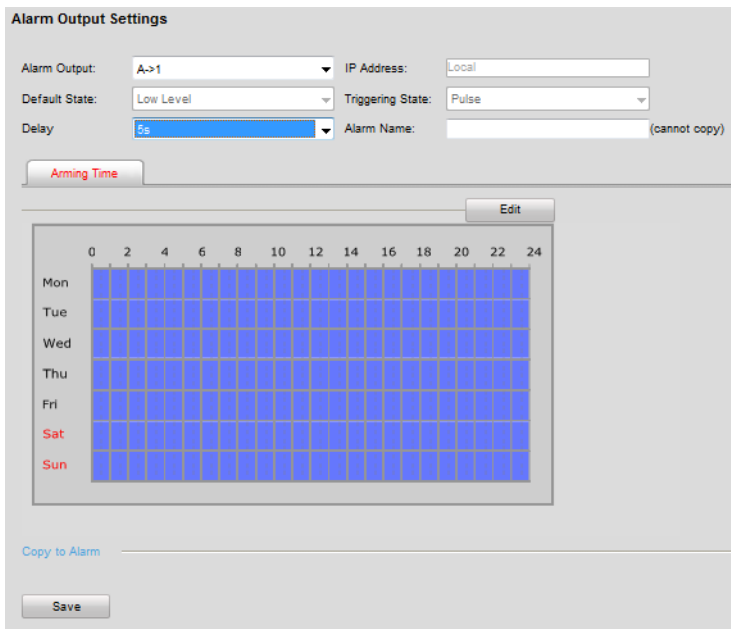 Alarm Output Settings
Alarm Output: A->1 IP Address: Local
Default State: Low Level Triggering State: Pulse
Delay 5s Alarm Name: (cannot copy)
Arming Time
Edit
0 2 4 6 8 10 12 14 16 18 20 22 24
Mon
Tue
Wed
Thu
Fri
Sat
Sun
Copy to Alarm
Save